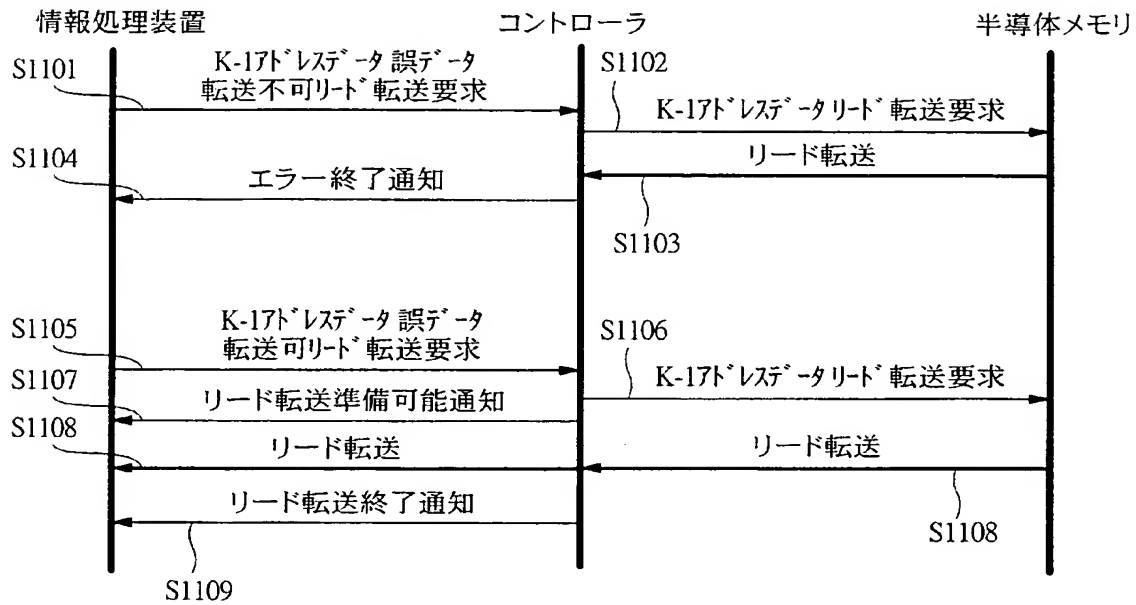 情報処理装置
コントローラ
半導体メモリ
S1101
K-1アドレスデータ 誤データ
転送不可リード転送要求
S1102
K-1アドレスデータリード転送要求
S1104
エラー終了通知
リード転送
S1103
S1105
K-1アドレスデータ 誤データ
転送可リード転送要求
S1106
K-1アドレスデータリード転送要求
S1107
リード転送準備可能通知
S1108
リード転送
リード転送
リード転送終了通知
S1108
S1109